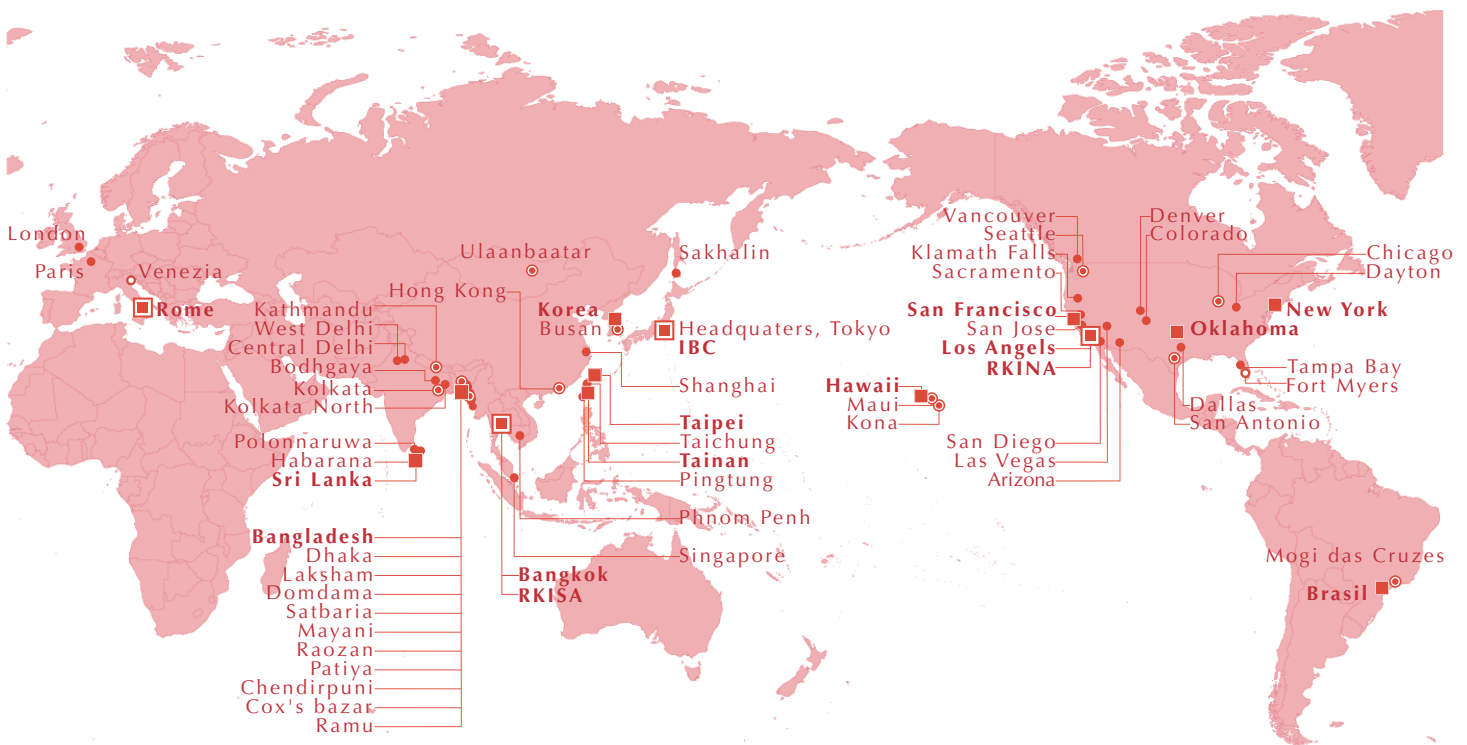 London
Paris
Venezia
Rome
Ulaanbaatar
Sakhalin
Hong Kong
Kathmandu
West Delhi
Central Delhi
Bodhgaya
Kolkata
Kolkata North
Korea
Busan
Headquaters, Tokyo
IBC
Shanghai
Polonnaruwa
Habarana
Sri Lanka
Taipei
Taichung
Tainan
Pingtung
Phnom Penh
Singapore
Bangladesh
Dhaka
Laksham
Domdama
Satbaria
Mayani
Raozan
Patiya
Chendirpuni
Cox's bazar
Ramu
Bangkok
RKISA
Vancouver
Seattle
Klamath Falls
Sacramento
San Francisco
San Jose
Los Angels
RKINA
Hawaii
Maui
Kona
San Diego
Las Vegas
Arizona
Denver
Colorado
Chicago
Dayton
New York
Oklahoma
Tampa Bay
Fort Myers
Dallas
San Antonio
Mogi das Cruzes
Brasil